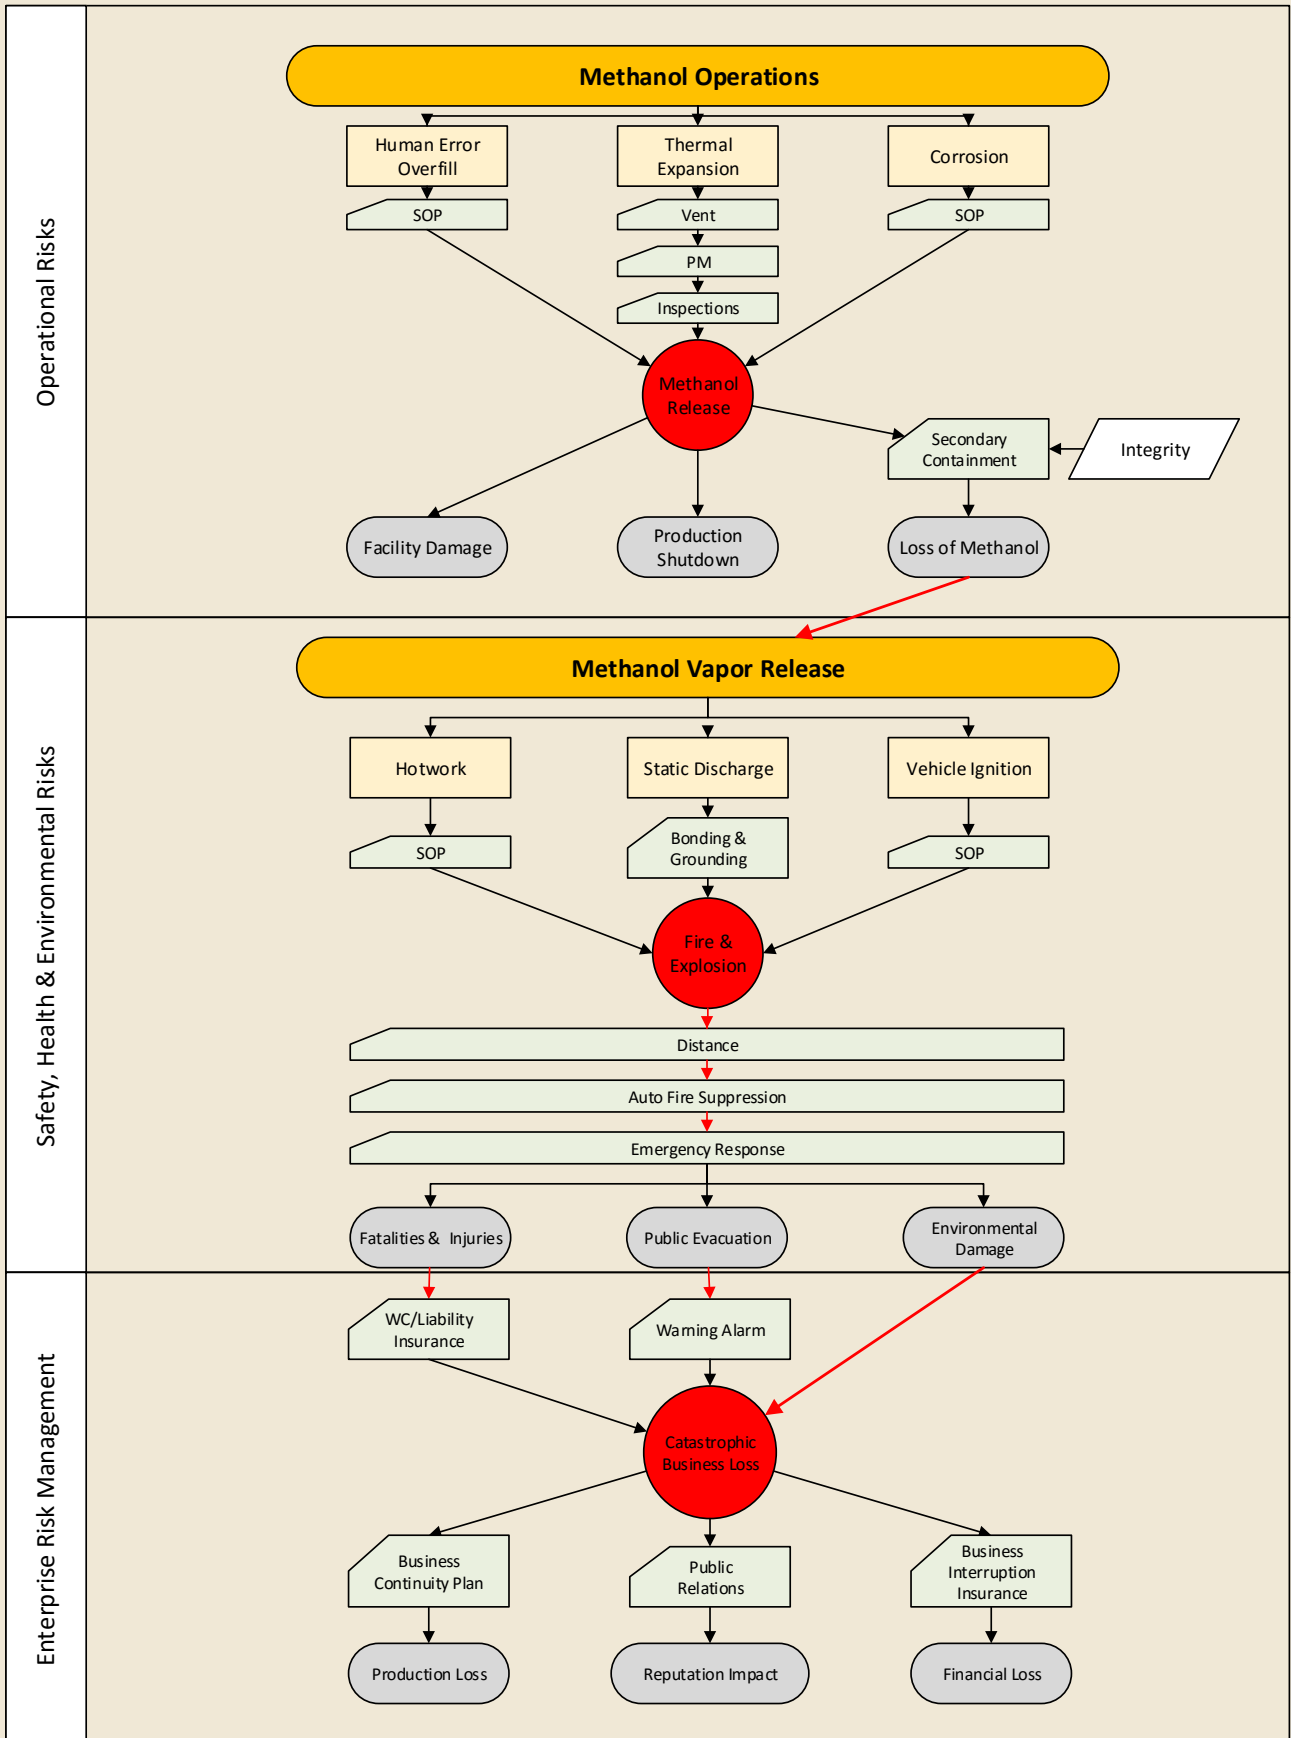 Operational Risks
Methanol Operations
Human Error
Overfill
Thermal
Expansion
Corrosion
SOP
Vent
SOP
PM
Inspections
Methanol
Release
Secondary
Containment
Integrity
Facility Damage
Production
Shutdown
Loss of Methanol
Safety, Health & Environmental Risks
Methanol Vapor Release
Hotwork
Static Discharge
Vehicle Ignition
SOP
Bonding &
Grounding
SOP
Fire &
Explosion
Distance
Auto Fire Suppression
Emergency Response
Fatalities & Injuries
Public Evacuation
Environmental
Damage
Enterprise Risk Management
WC/Liability
Insurance
Warning Alarm
Catastrophic
Business Loss
Business
Continuity Plan
Public
Relations
Business
Interruption
Insurance
Production Loss
Reputation Impact
Financial Loss